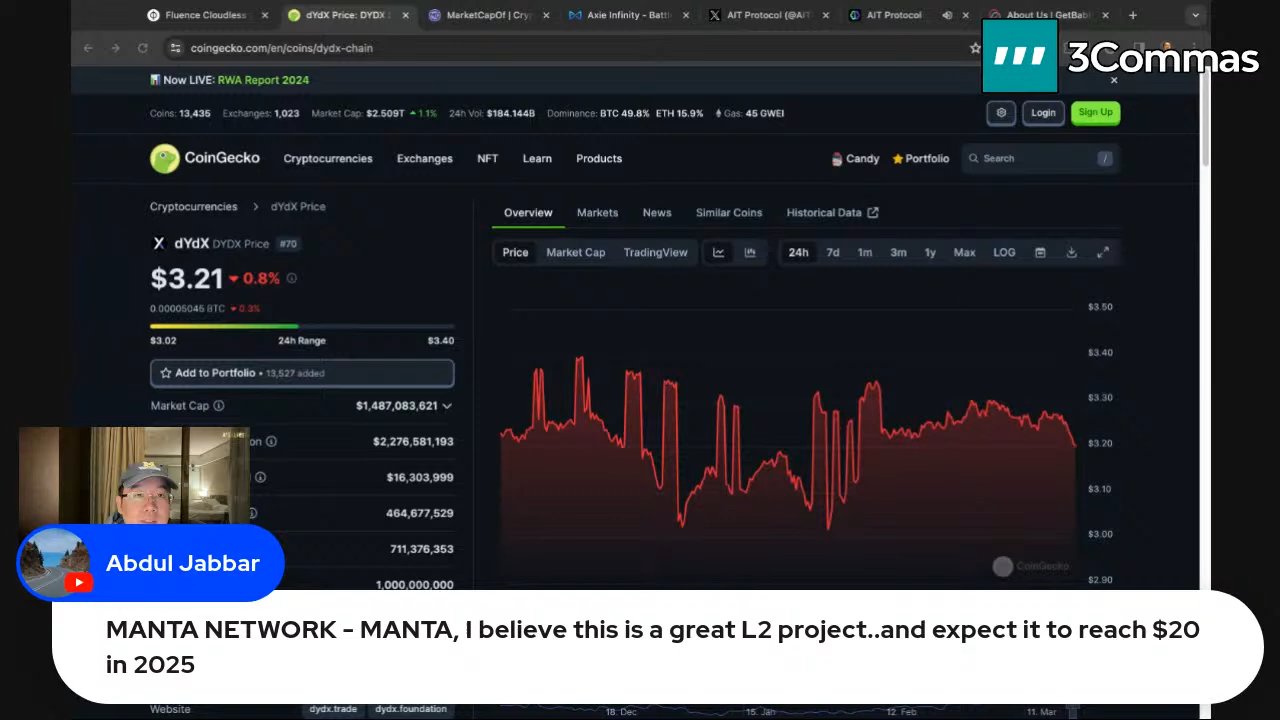 Fluence Cloudless
dYdX Price: DYDX
MarketCapOf | Cry
Axie Infinity - Battl
AIT Protocol (@AIT
AIT Protocol
About Us | GetBabl
coingecko.com/en/coins/dydx-chain
3Commas
Now LIVE: RWA Report 2024
Coins: 13,435 Exchanges: 1,023 Market Cap: $2.509T 1.1% 24h Vol: $184.144B Dominance: BTC 49.8% ETH 15.9% Gas: 45 GWEI
Login
Sign Up
CoinGecko Cryptocurrencies Exchanges NFT Learn Products Candy Portfolio Search /
Cryptocurrencies > dYdX Price
dYdX DYDX Price #70
$3.21 0.8%
0.00005045 BTC 0.3%
$3.02 24h Range $3.40
Add to Portfolio • 13,527 added
Market Cap $1,487,083,621
$2,276,581,193
$16,303,999
464,677,529
711,376,353
1,000,000,000
Website dydx.trade dydx.foundation
Overview Markets News Similar Coins Historical Data
Price Market Cap TradingView 24h 7d 1m 3m 1y Max LOG
$3.50
$3.40
$3.30
$3.20
$3.10
$3.00
$2.90
CoinGecko
18. Dec 15. Jan 12. Feb 11. Mar
Abdul Jabbar
MANTA NETWORK - MANTA, I believe this is a great L2 project..and expect it to reach $20
in 2025